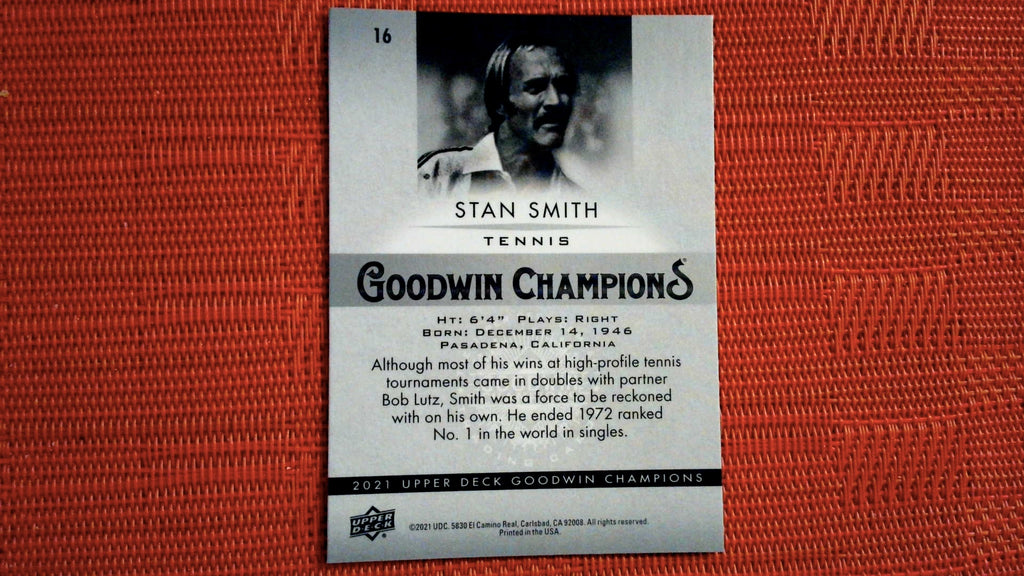 16
STAN SMITH
TENNIS
GOODWIN CHAMPIONS
HT: 6'4" PLAYS: RIGHT
BORN: DECEMBER 14, 1946
PASADENA, CALIFORNIA
Although most of his wins at high-profile tennis
tournaments came in doubles with partner
Bob Lutz, Smith was a force to be reckoned
with on his own. He ended 1972 ranked
No. 1 in the world in singles.
2021 UPPER DECK GOODWIN CHAMPIONS
UPPER
DECK
©2021 UDC. 5830 El Camino Real, Carlsbad, CA 92008. All rights reserved.
Printed in the USA.